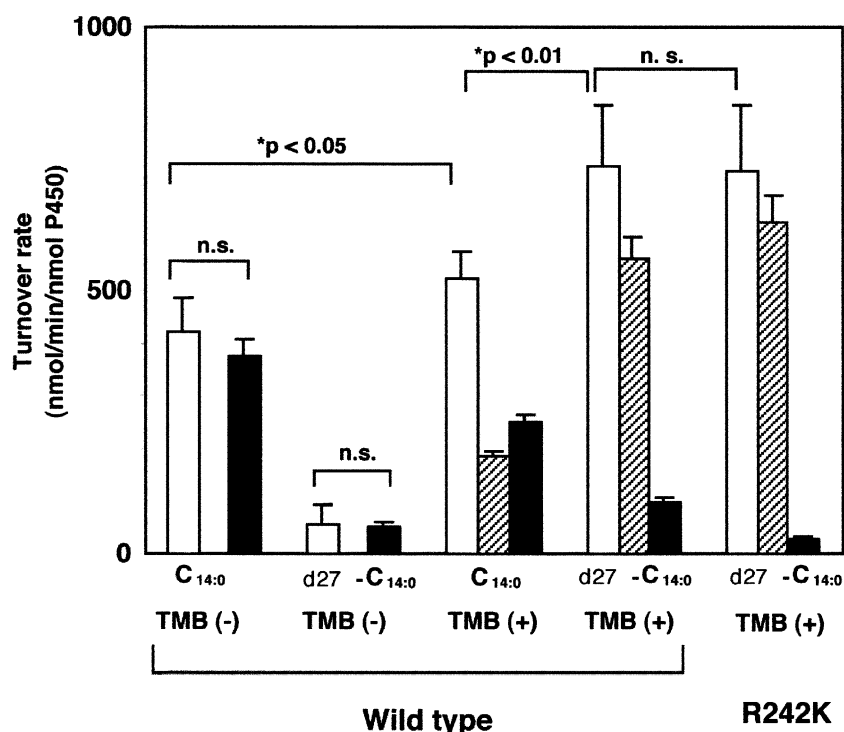 1000
*p < 0.01
n. s.
*p < 0.05
n.s.
500
n.s.
0
Turnover rate
(nmol/min/nmol P450)
C14:0
d27 -C14:0
C14:0
d27 -C14:0
d27 -C14:0
TMB (-)
TMB (-)
TMB (+)
TMB (+)
TMB (+)
Wild type
R242K